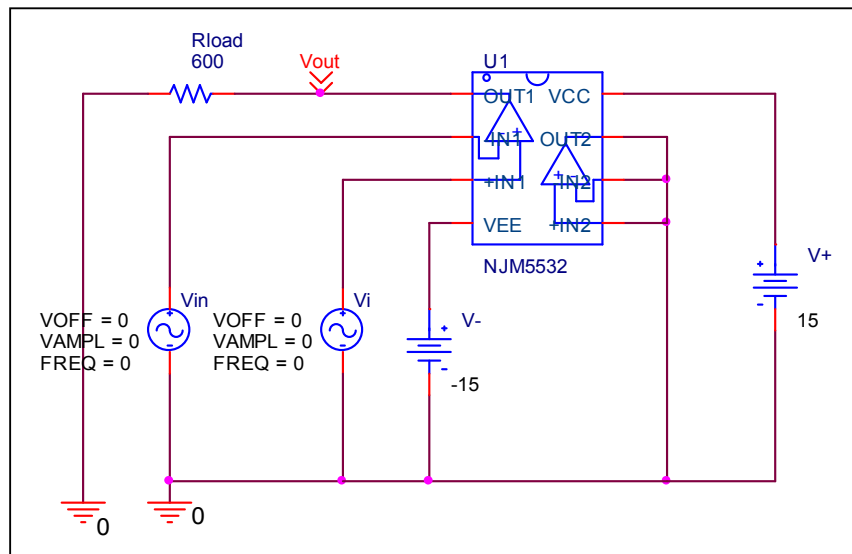 Rload
600
Vout
U1
OUT1
VCC
-IN1
OUT2
+IN1
-IN2
VEE
+IN2
NJM5532
V+
15
Vin
VOFF = 0
VAMPL = 0
FREQ = 0
Vi
VOFF = 0
VAMPL = 0
FREQ = 0
V-
-15
0
0